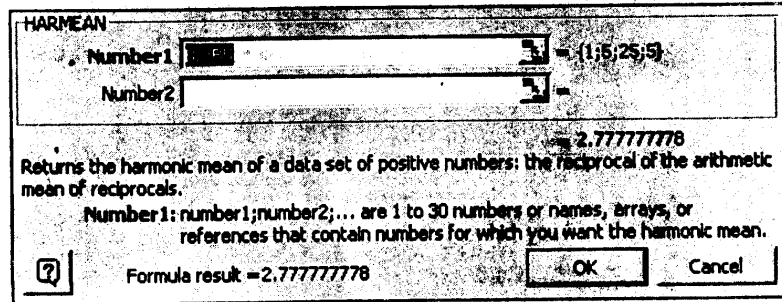 HARMEAN
Number1 = {1;5;25;5}
Number2 =
= 2.777777778
Returns the harmonic mean of a data set of positive numbers: the reciprocal of the arithmetic
mean of reciprocals.
Number1: number1;number2;... are 1 to 30 numbers or names, arrays, or
references that contain numbers for which you want the harmonic mean.
Formula result =2.777777778
OK
Cancel